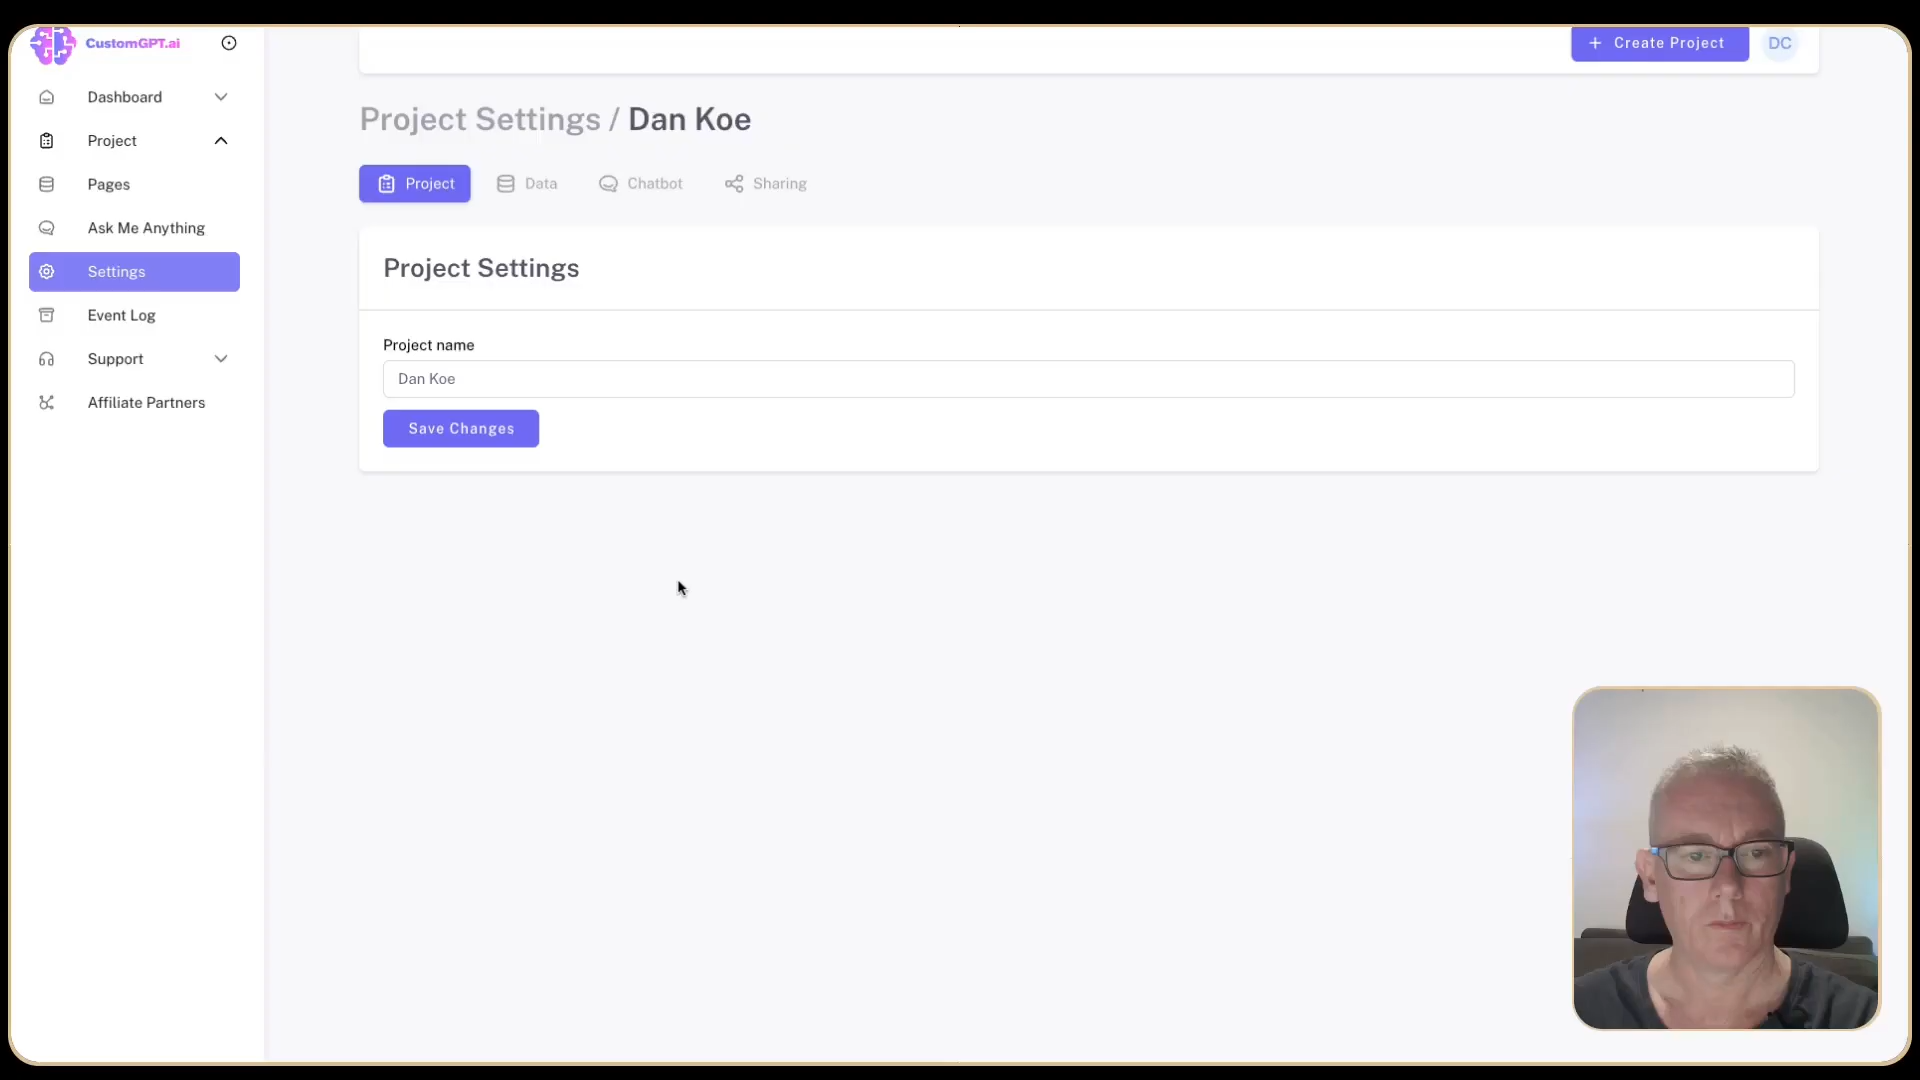 CustomGPT.ai
Dashboard
Project
Pages
Ask Me Anything
Settings
Event Log
Support
Affiliate Partners
+ Create Project
DC
Project Settings / Dan Koe
Project
Data
Chatbot
Sharing
Project Settings
Project name
Dan Koe
Save Changes